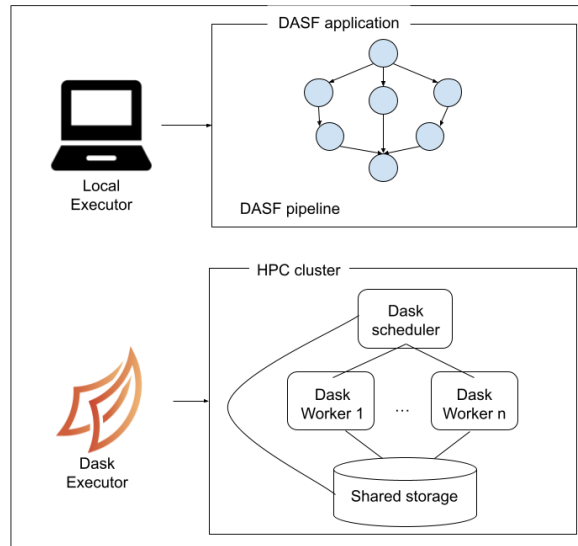 DASF application
Local
Executor
DASF pipeline
HPC cluster
Dask
scheduler
Dask
Worker 1
...
Dask
Worker n
Shared storage
Dask
Executor